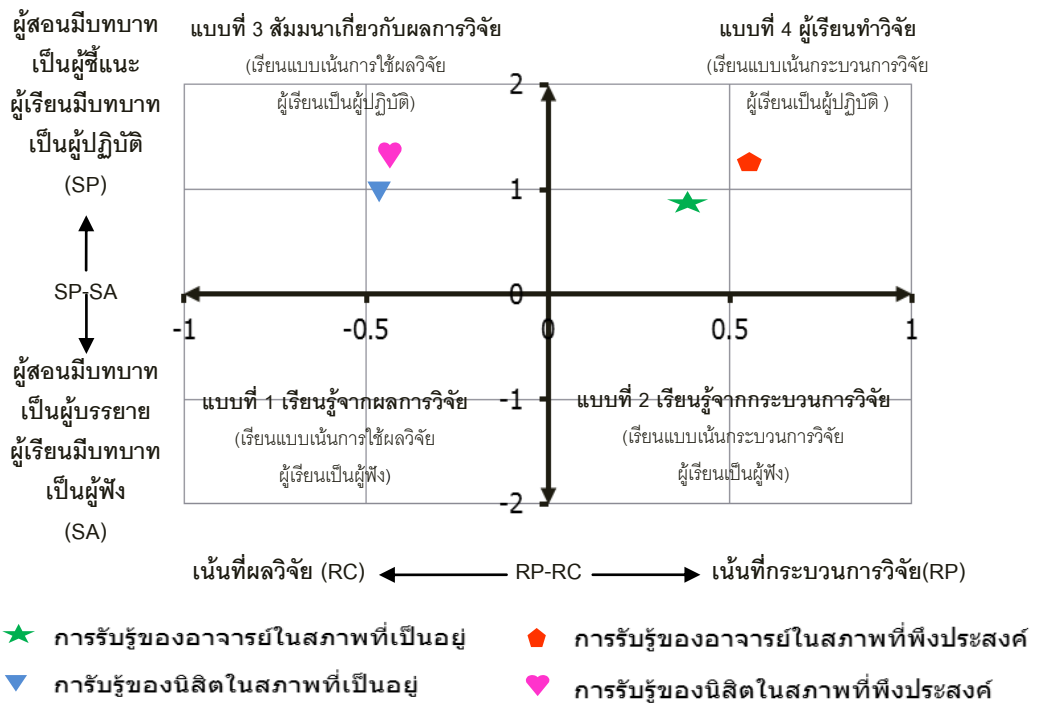 ผู้สอนมีบทบาท
เป็นผู้ชี้แนะ
ผู้เรียนมีบทบาท
เป็นผู้ปฏิบัติ
(SP)
SP-SA
ผู้สอนมีบทบาท
เป็นผู้บรรยาย
ผู้เรียนมีบทบาท
เป็นผู้ฟัง
(SA)
แบบที่ 3 สัมมนาเกี่ยวกับผลการวิจัย
(เรียนแบบเน้นการใช้ผลวิจัย
ผู้เรียนเป็นผู้ปฏิบัติ)
แบบที่ 4 ผู้เรียนทำวิจัย
(เรียนแบบเน้นกระบวนการวิจัย
ผู้เรียนเป็นผู้ปฏิบัติ )
2
1
0
-1
-0.5
0
0.5
1
-1
-2
แบบที่ 1 เรียนรู้จากผลการวิจัย
(เรียนแบบเน้นการใช้ผลวิจัย
ผู้เรียนเป็นผู้ฟัง)
แบบที่ 2 เรียนรู้จากกระบวนการวิจัย
(เรียนแบบเน้นกระบวนการวิจัย
ผู้เรียนเป็นผู้ฟัง)
เน้นที่ผลวิจัย (RC) RP-RC เน้นที่กระบวนการวิจัย(RP)
การรับรู้ของอาจารย์ในสภาพที่เป็นอยู่
การรับรู้ของอาจารย์ในสภาพที่พึงประสงค์
การับรู้ของนิสิตในสภาพที่เป็นอยู่
การรับรู้ของนิสิตในสภาพที่พึงประสงค์